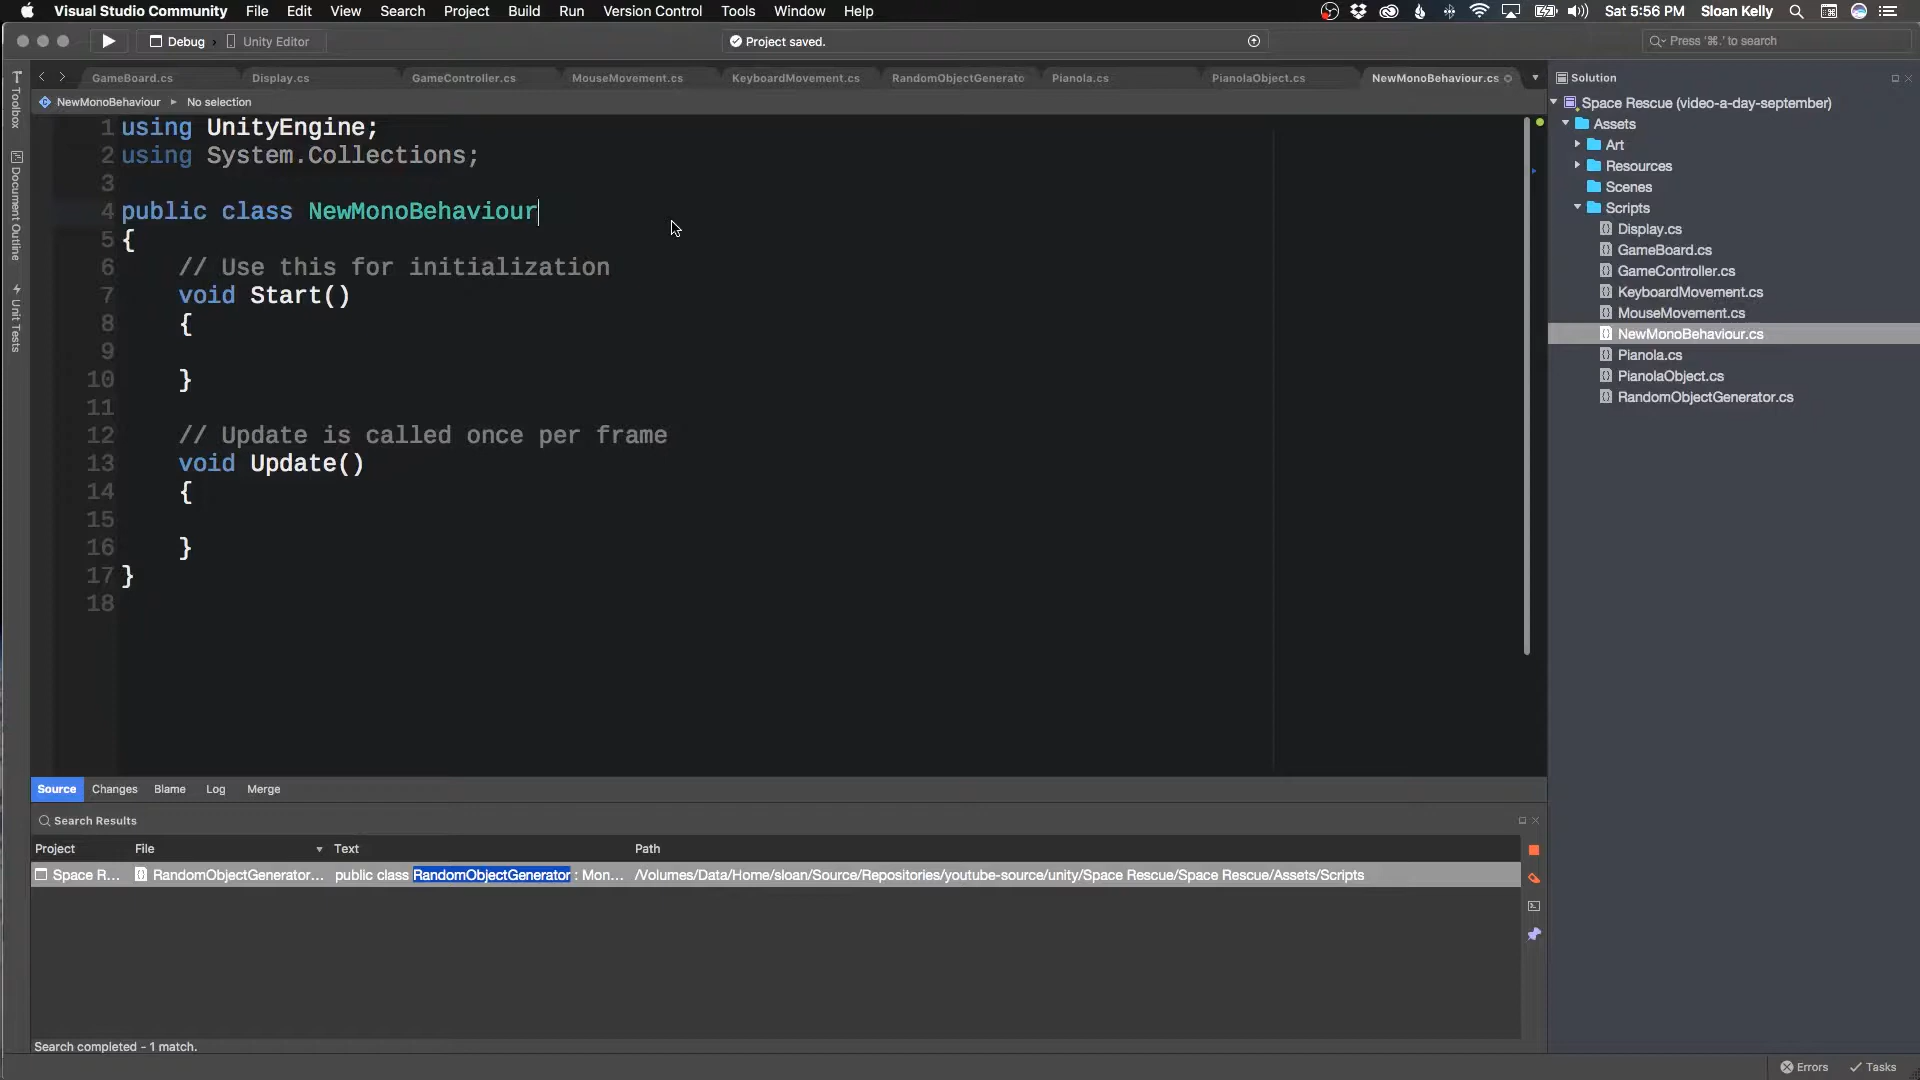 Visual Studio Community File Edit View Search Project Build Run Version Control Tools Window Help Sat 5:56 PM Sloan Kelly
Debug Unity Editor Project saved. Press '⌘.' to search
GameBoard.cs Display.cs GameController.cs MouseMovement.cs KeyboardMovement.cs RandomObjectGenerato Pianola.cs PianolaObject.cs NewMonoBehaviour.cs
NewMonoBehaviour No selection
Toolbox
Document Outline
Unit Tests
1 using UnityEngine;
2 using System.Collections;
3
4 public class NewMonoBehaviour
5 {
6 // Use this for initialization
7 void Start()
8 {
9
10 }
11
12 // Update is called once per frame
13 void Update()
14 {
15
16 }
17 }
18
Solution
Space Rescue (video-a-day-september)
Assets
Art
Resources
Scenes
Scripts
Display.cs
GameBoard.cs
GameController.cs
KeyboardMovement.cs
MouseMovement.cs
NewMonoBehaviour.cs
Pianola.cs
PianolaObject.cs
RandomObjectGenerator.cs
Source Changes Blame Log Merge
Search Results
Project File Text Path
Space R... RandomObjectGenerator... public class RandomObjectGenerator : Mon... /Volumes/Data/Home/sloan/Source/Repositories/youtube-source/unity/Space Rescue/Space Rescue/Assets/Scripts
Search completed - 1 match.
Errors Tasks